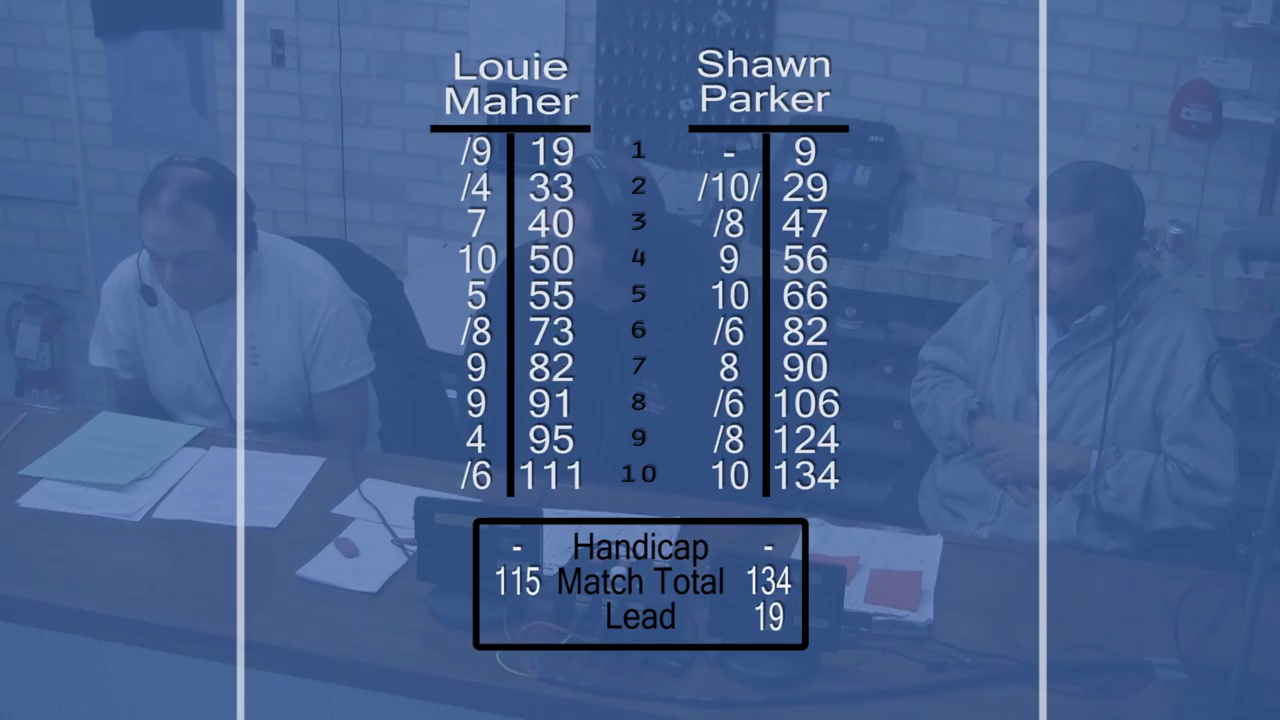 Louie Maher
Shawn Parker
/9 19 1 - 9
/4 33 2 /10/ 29
7 40 3 /8 47
10 50 4 9 56
5 55 5 10 66
/8 73 6 /6 82
9 82 7 8 90
9 91 8 /6 106
4 95 9 /8 124
/6 111 10 10 134
- Handicap -
115 Match Total 134
Lead 19